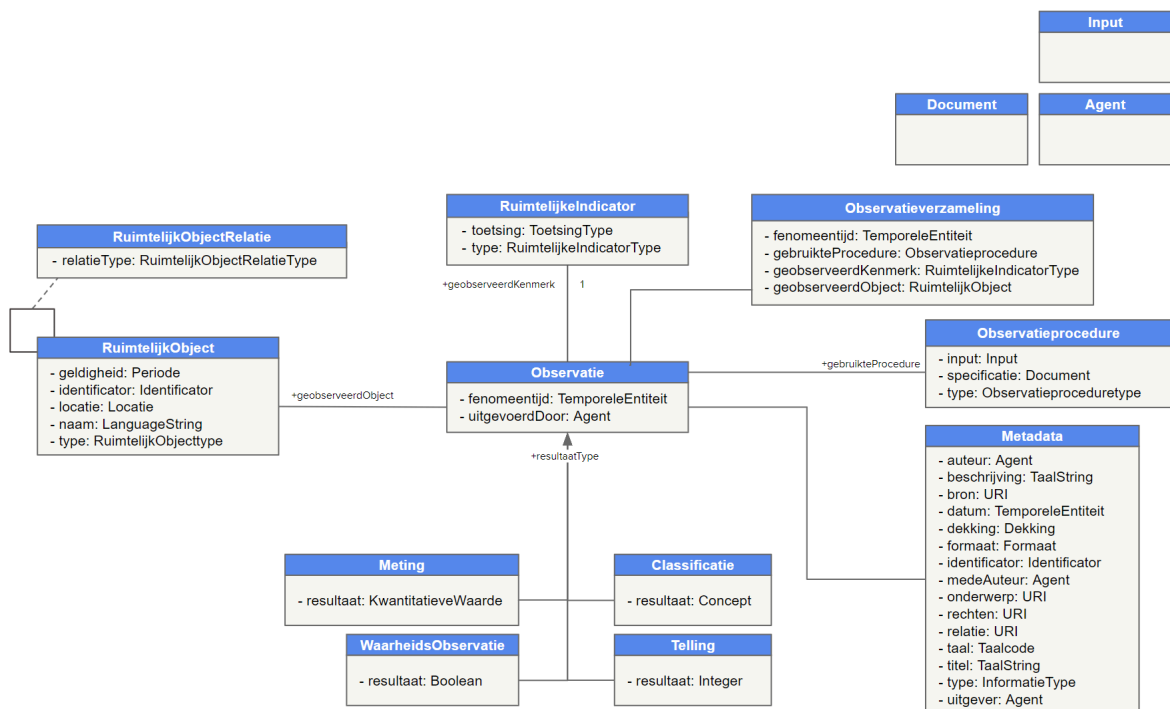 Input
Document
Agent
RuimtelijkeIndicator
- toetsing: ToetsingType
- type: RuimtelijkeIndicatorType
Observatieverzameling
- fenomeentijd: TemporeleEntiteit
- gebruikteProcedure: Observatieprocedure
- geobserveerdKenmerk: RuimtelijkeIndicatorType
- geobserveerdObject: RuimtelijkObject
RuimtelijkObjectRelatie
- relatieType: RuimtelijkObjectRelatieType
+geobserveerdKenmerk
1
RuimtelijkObject
- geldigheid: Periode
- identificator: Identificator
- locatie: Locatie
- naam: LanguageString
- type: RuimtelijkObjecttype
+geobserveerdObject
Observatie
- fenomeentijd: TemporeleEntiteit
- uitgevoerdDoor: Agent
+gebruikteProcedure
Observatieprocedure
- input: Input
- specificatie: Document
- type: Observatieproceduretype
+resultaatType
Metadata
- auteur: Agent
- beschrijving: TaalString
- bron: URI
- datum: TemporeleEntiteit
- dekking: Dekking
- formaat: Formaat
- identificator: Identificator
- medeAuteur: Agent
- onderwerp: URI
- rechten: URI
- relatie: URI
- taal: Taalcode
- titel: TaalString
- type: InformatieType
- uitgever: Agent
Meting
- resultaat: KwantitatieveWaarde
Classificatie
- resultaat: Concept
WaarheidsObservatie
- resultaat: Boolean
Telling
- resultaat: Integer